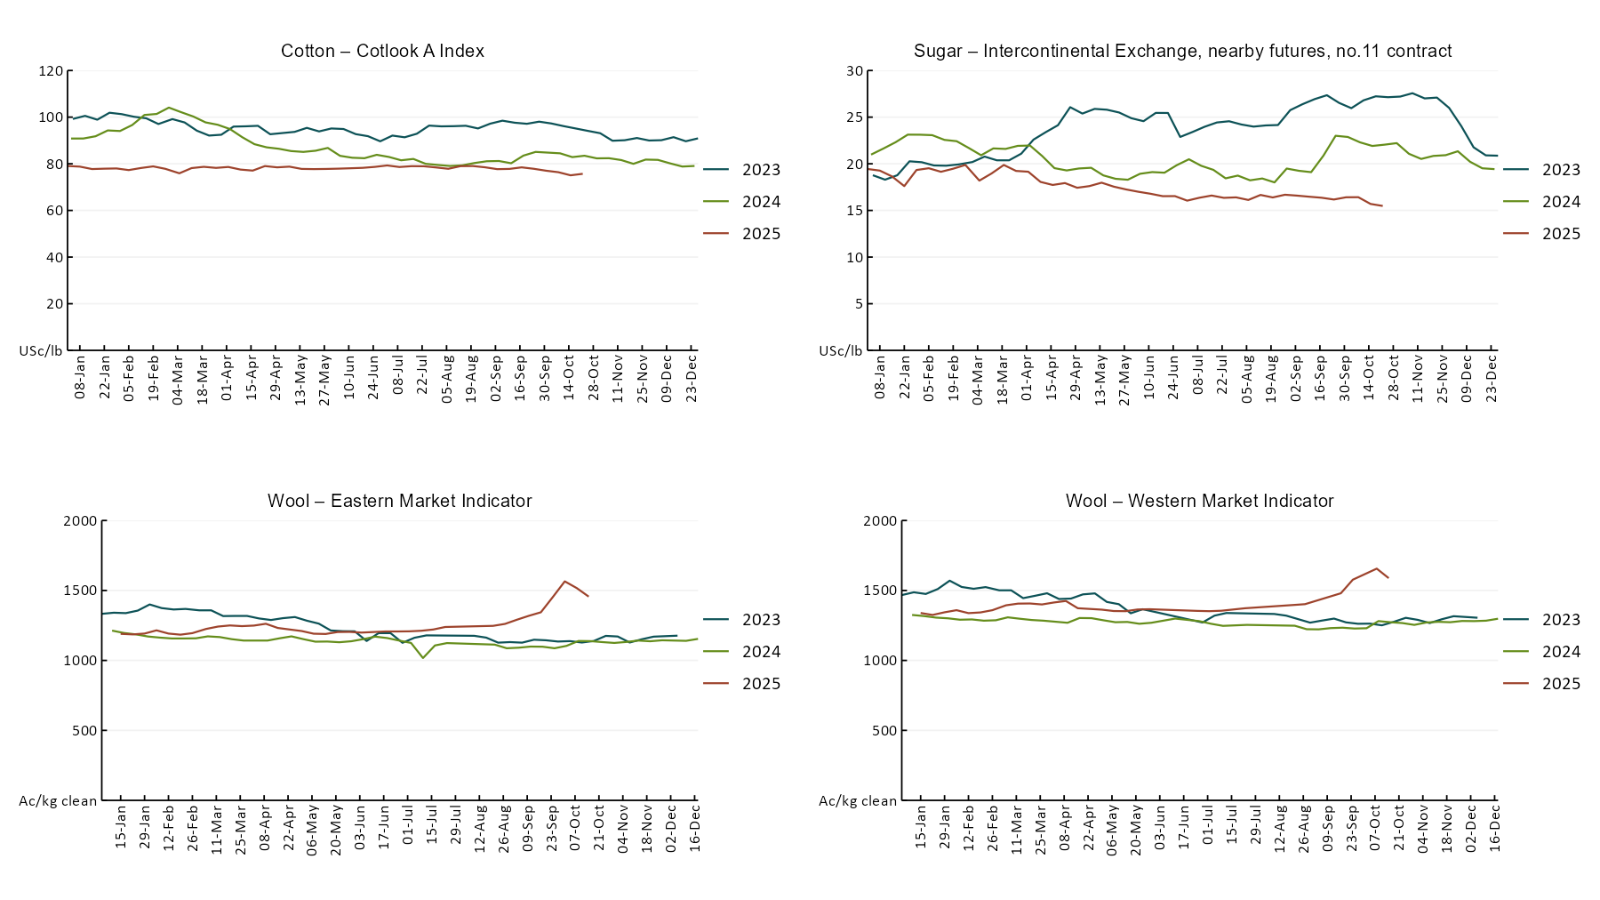 Cotton – Cotlook A Index
120
100
80
60
40
20
USc/lb
08-Jan
22-Jan
05-Feb
19-Feb
04-Mar
18-Mar
01-Apr
15-Apr
29-Apr
13-May
27-May
10-Jun
24-Jun
08-Jul
22-Jul
05-Aug
19-Aug
02-Sep
16-Sep
30-Sep
14-Oct
28-Oct
11-Nov
25-Nov
09-Dec
23-Dec
2023
2024
2025
Sugar – Intercontinental Exchange, nearby futures, no.11 contract
30
25
20
15
10
5
USc/lb
08-Jan
22-Jan
05-Feb
19-Feb
04-Mar
18-Mar
01-Apr
15-Apr
29-Apr
13-May
27-May
10-Jun
24-Jun
08-Jul
22-Jul
05-Aug
19-Aug
02-Sep
16-Sep
30-Sep
14-Oct
28-Oct
11-Nov
25-Nov
09-Dec
23-Dec
2023
2024
2025
Wool – Eastern Market Indicator
2000
1500
1000
500
Ac/kg clean
15-Jan
29-Jan
12-Feb
26-Feb
11-Mar
25-Mar
08-Apr
22-Apr
06-May
20-May
03-Jun
17-Jun
01-Jul
15-Jul
29-Jul
12-Aug
26-Aug
09-Sep
23-Sep
07-Oct
21-Oct
04-Nov
18-Nov
02-Dec
16-Dec
2023
2024
2025
Wool – Western Market Indicator
2000
1500
1000
500
Ac/kg clean
15-Jan
29-Jan
12-Feb
26-Feb
11-Mar
25-Mar
08-Apr
22-Apr
06-May
20-May
03-Jun
17-Jun
01-Jul
15-Jul
29-Jul
12-Aug
26-Aug
09-Sep
23-Sep
07-Oct
21-Oct
04-Nov
18-Nov
02-Dec
16-Dec
2023
2024
2025